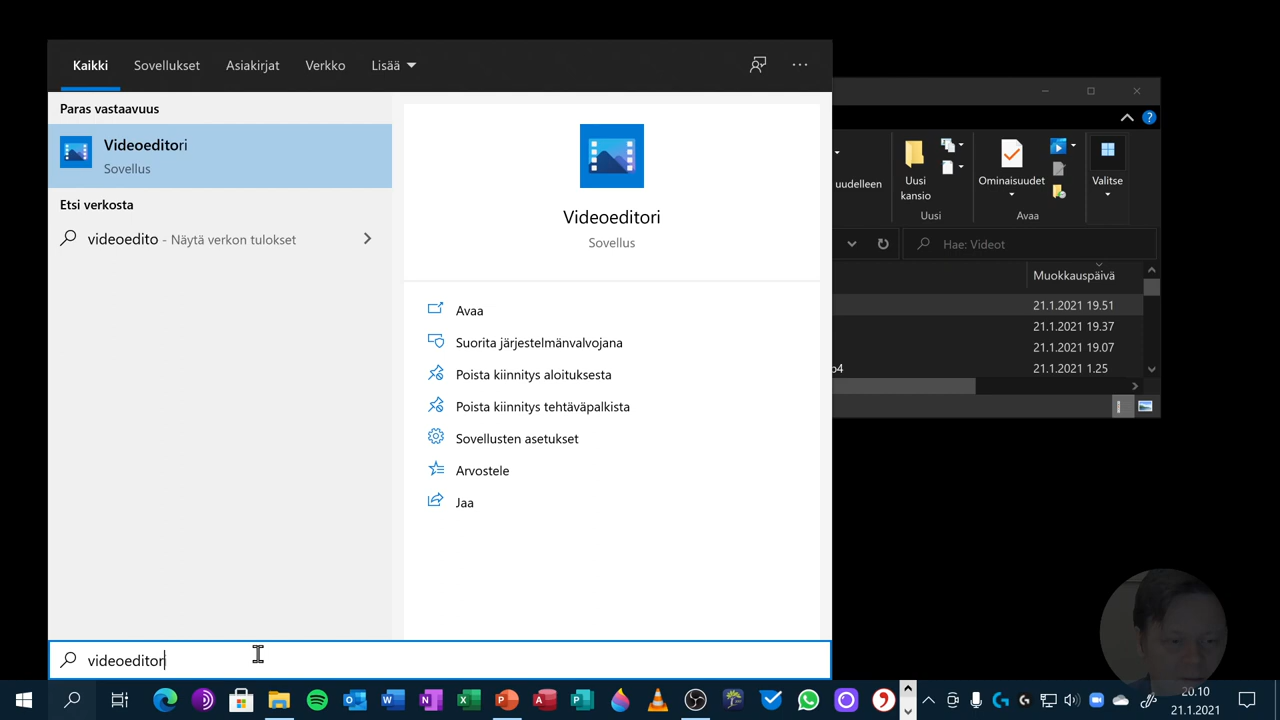 Kaikki
Sovellukset
Asiakirjat
Verkko
Lisää
Paras vastaavuus
Videoeditori
Sovellus
Etsi verkosta
videoedito - Näytä verkon tulokset
Videoeditori
Sovellus
Avaa
Suorita järjestelmänvalvojana
Poista kiinnitys aloituksesta
Poista kiinnitys tehtäväpalkista
Sovellusten asetukset
Arvostele
Jaa
videoeditori
uudelleen
Uusi
kansio
Uusi
Ominaisuudet
Avaa
Valitse
Hae: Videot
Muokkauspäivä
21.1.2021 19.51
21.1.2021 19.37
21.1.2021 19.07
21.1.2021 1.25
20.10
21.1.2021